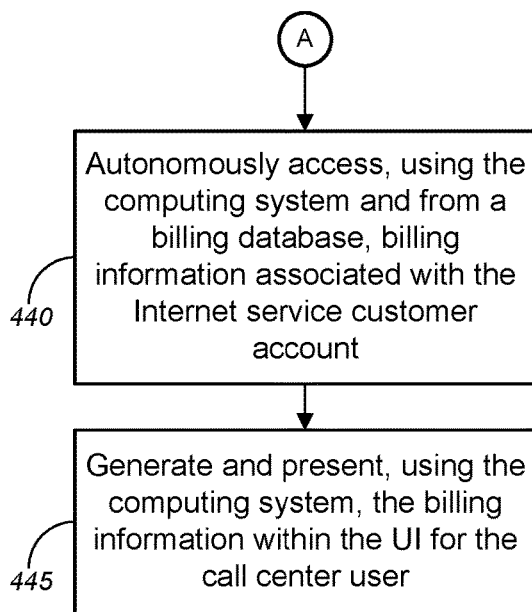 A
Autonomously access, using the
computing system and from a
billing database, billing
information associated with the
Internet service customer
account
440
Generate and present, using the
computing system, the billing
information within the UI for the
call center user
445